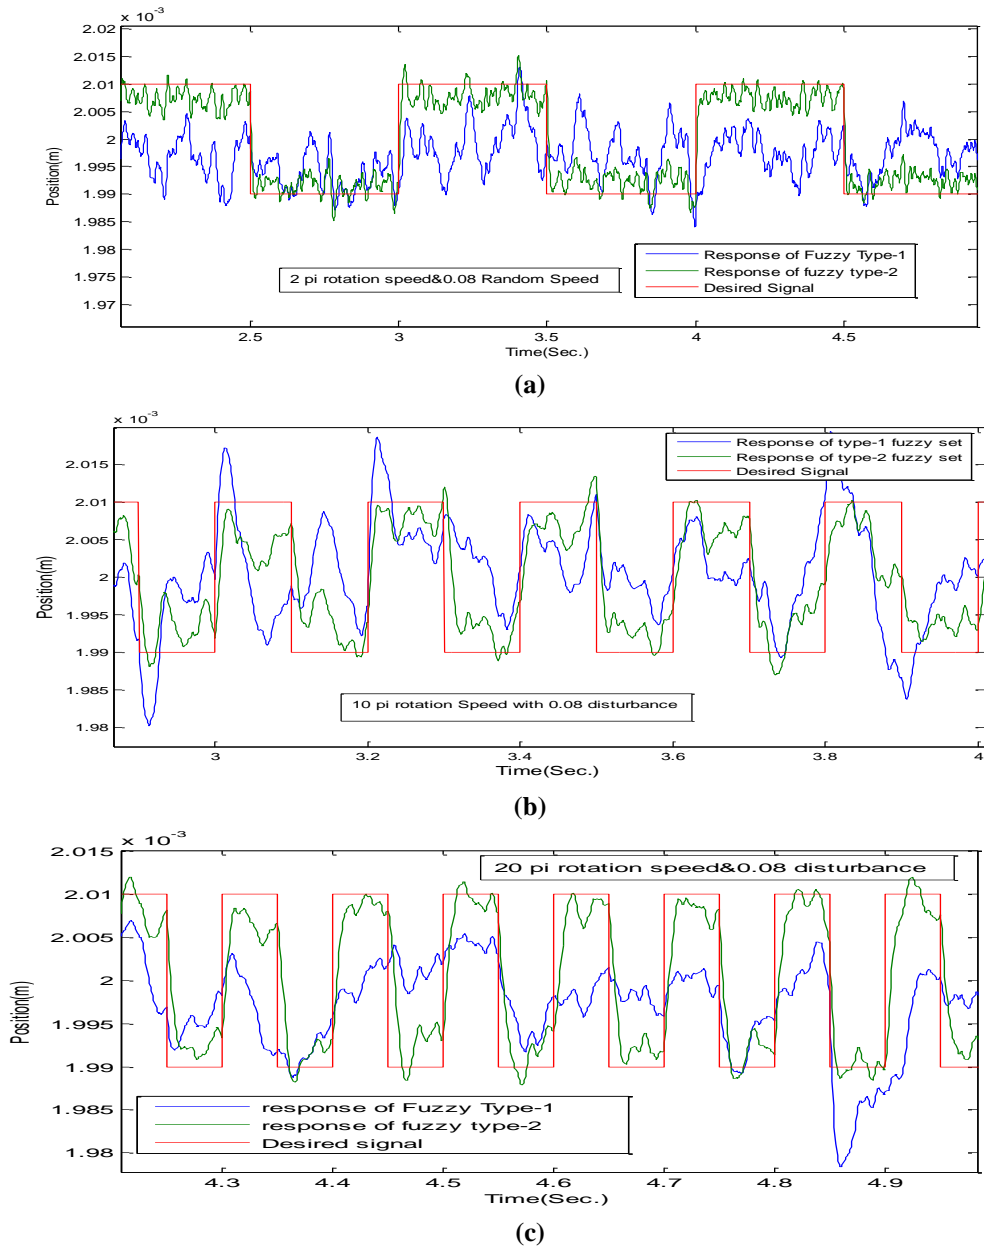 x 10⁻³
2.02
2.015
2.01
2.005
2
1.995
1.99
1.985
1.98
1.975
1.97
Position(m)
Response of Fuzzy Type-1
Response of fuzzy type-2
Desired Signal
2 pi rotation speed&0.08 Random Speed
2.5 3 3.5 4 4.5
Time(Sec.)
(a)
x 10⁻³
2.015
2.01
2.005
2
1.995
1.99
1.985
1.98
Position(m)
Response of type-1 fuzzy set
Response of type-2 fuzzy set
Desired Signal
10 pi rotation Speed with 0.08 disturbance
3 3.2 3.4 3.6 3.8 4
Time(Sec.)
(b)
x 10⁻³
2.015
2.01
2.005
2
1.995
1.99
1.985
1.98
Position(m)
20 pi rotation speed&0.08 disturbance
response of Fuzzy Type-1
response of fuzzy type-2
Desired signal
4.3 4.4 4.5 4.6 4.7 4.8 4.9
Time(Sec.)
(c)